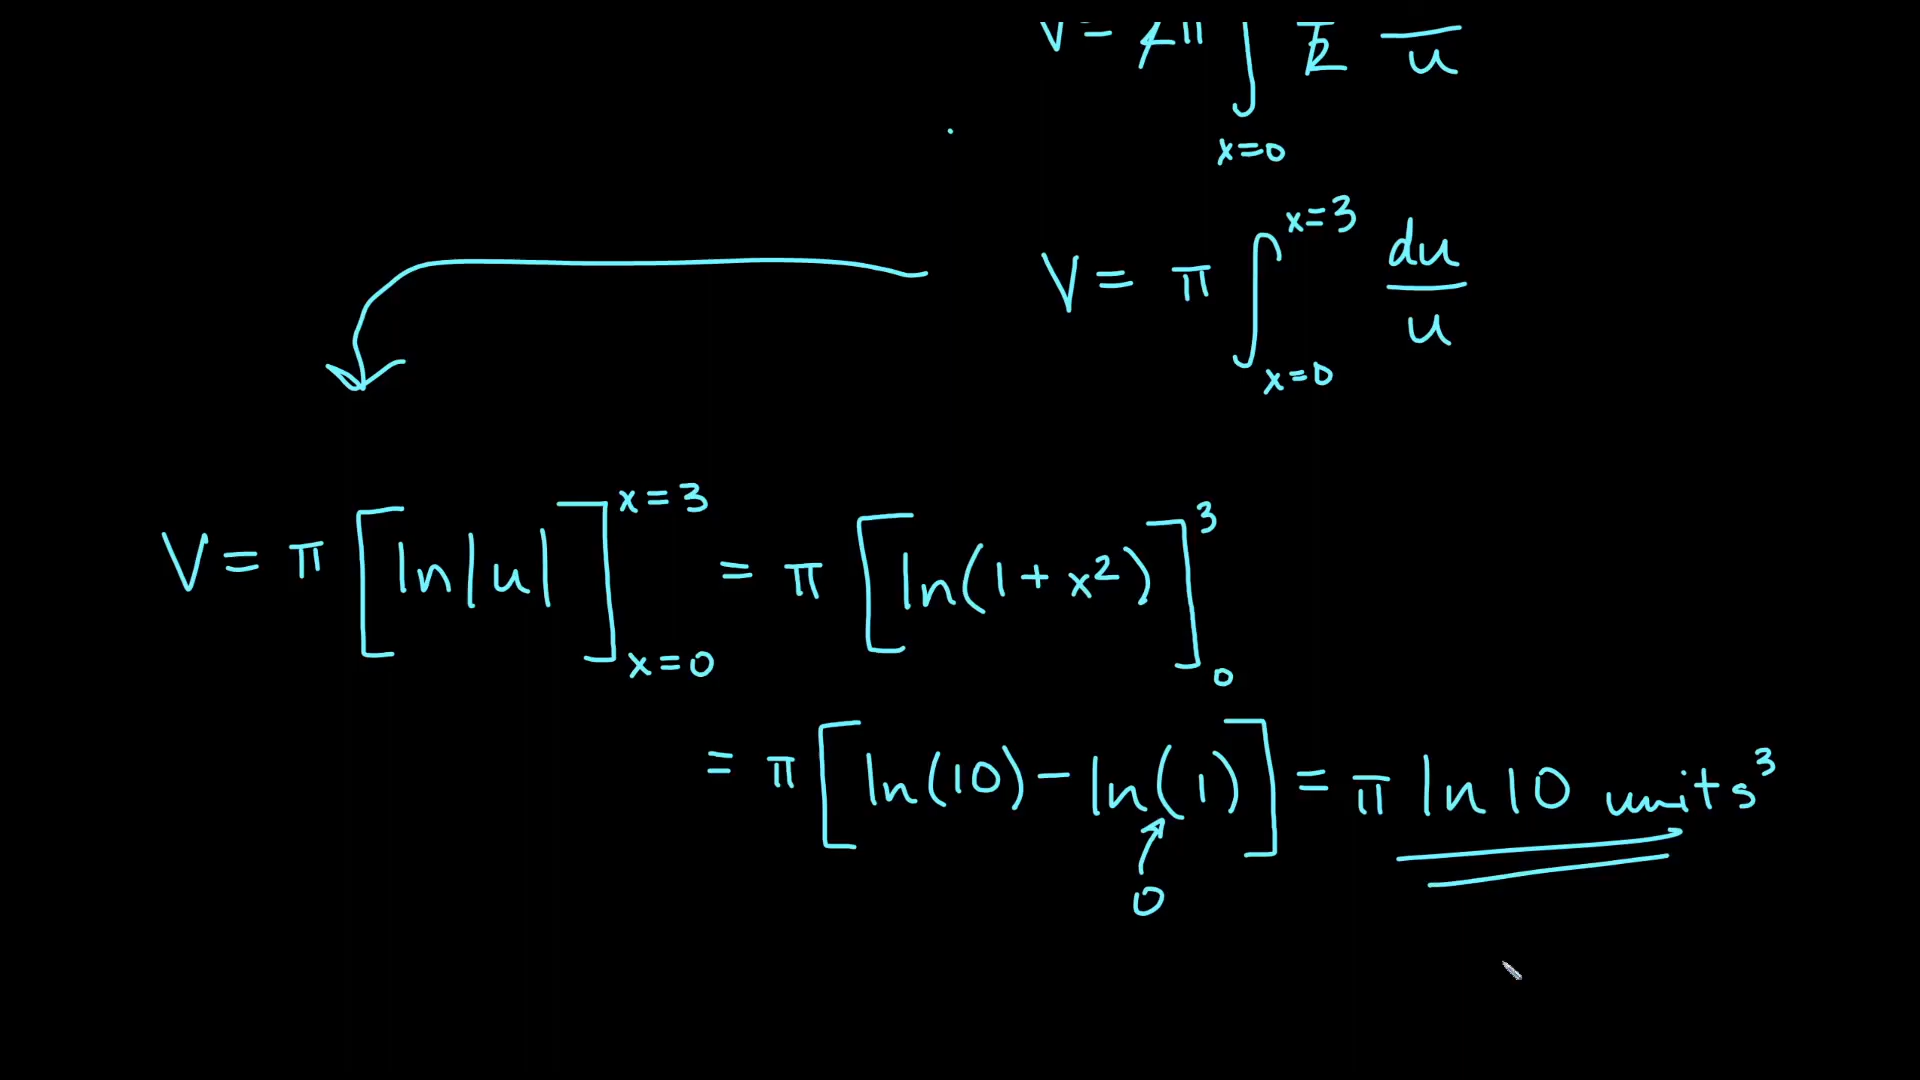 V = π ∫ u
x=0
V = π ∫_{x=0}^{x=3} du/u
V = π [ln|u|]_{x=0}^{x=3} = π [ln(1 + x²)]_0^3
= π [ln(10) − ln(1)] = π ln 10 units³
0